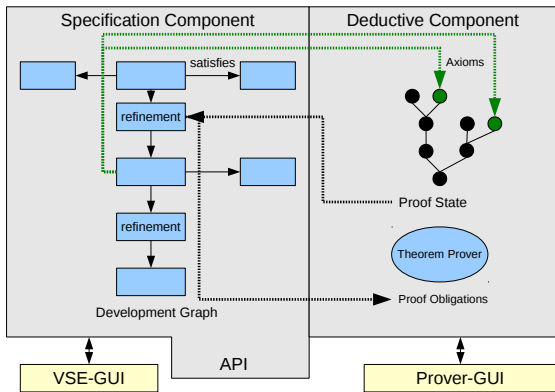 Specification Component
Deductive Component
satisfies
Axioms
refinement
Proof State
refinement
Theorem Prover
Proof Obligations
Development Graph
API
VSE-GUI
Prover-GUI